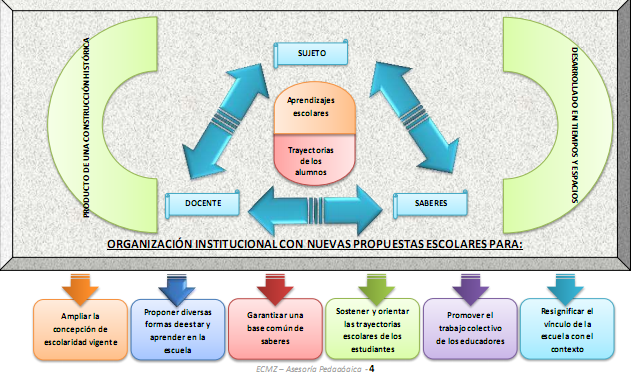 PRODUCTO DE UNA CONSTRUCCIÓN HISTÓRICA
SUJETO
DESARROLLADO EN TIEMPOS Y ESPACIOS
Aprendizajes
escolares
Trayectorias
de los
alumnos
DOCENTE
SABERES
ORGANIZACIÓN INSTITUCIONAL CON NUEVAS PROPUESTAS ESCOLARES PARA:
Ampliar la
concepción de
escolaridad vigente
Proponer diversas
formas de estar y
aprender en la
escuela
Garantizar una
base común de
saberes
Sostener y orientar
las trayectorias
escolares de los
estudiantes
Promover el
trabajo colectivo
de los educadores
Resignificar el
vínculo de la
escuela con el
contexto
ECMZ – Asesoría Pedagógica - 4